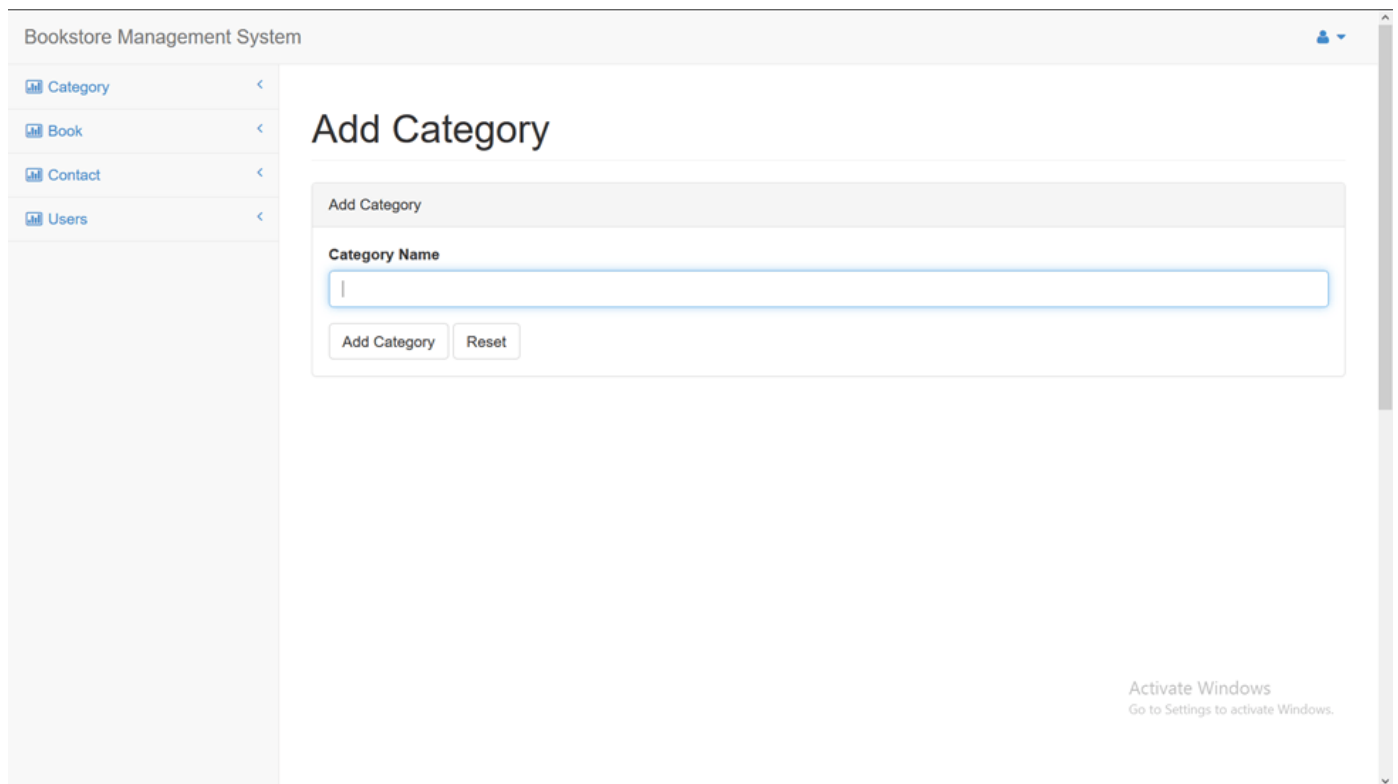 Bookstore Management System
Category
Book
Contact
Users
Add Category
Add Category
Category Name
Add Category Reset
Activate Windows
Go to Settings to activate Windows.